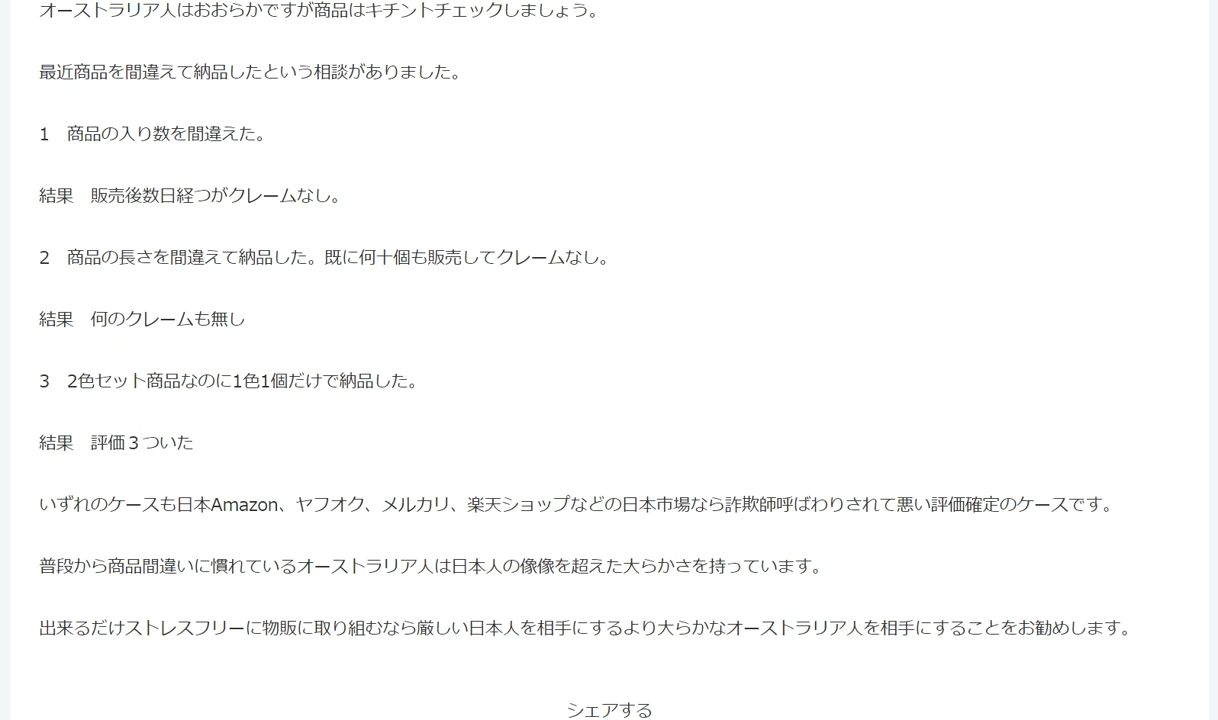 オーストラリア人はおおらかですが商品はキチントチェックしましょう。
最近商品を間違えて納品したという相談がありました。
1　商品の入り数を間違えた。
結果　販売後数日経つがクレームなし。
2　商品の長さを間違えて納品した。既に何十個も販売してクレームなし。
結果　何のクレームも無し
3　2色セット商品なのに1色1個だけで納品した。
結果　評価３ついた
いずれのケースも日本Amazon、ヤフオク、メルカリ、楽天ショップなどの日本市場なら詐欺師呼ばわりされて悪い評価確定のケースです。
普段から商品間違いに慣れているオーストラリア人は日本人の像像を超えた大らかさを持っています。
出来るだけストレスフリーに物販に取り組むなら厳しい日本人を相手にするより大らかなオーストラリア人を相手にすることをお勧めします。
シェアする